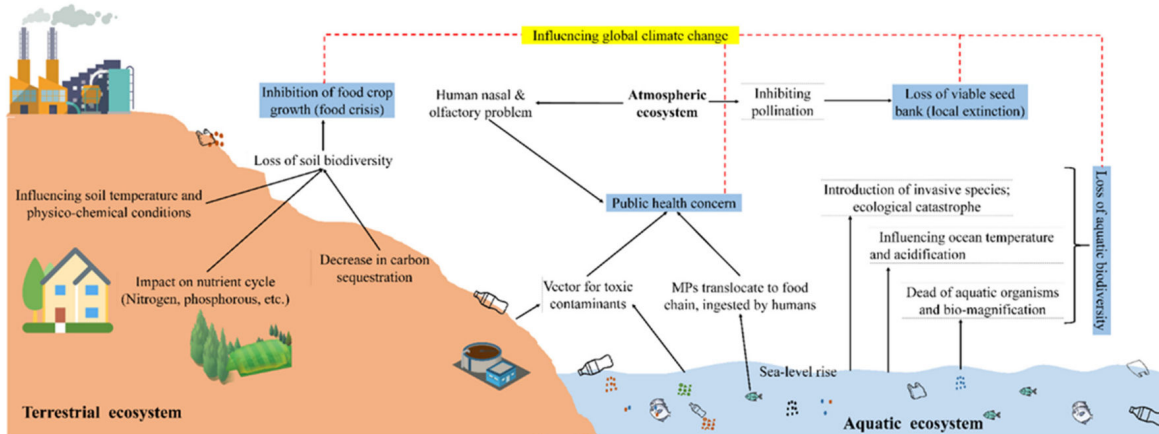 Influencing global climate change
Inhibition of food crop
growth (food crisis)
Human nasal &
olfactory problem
Atmospheric
ecosystem
Inhibiting
pollination
Loss of viable seed
bank (local extinction)
Loss of soil biodiversity
Influencing soil temperature and
physico-chemical conditions
Impact on nutrient cycle
(Nitrogen, phosphorous, etc.)
Decrease in carbon
sequestration
Public health concern
Vector for toxic
contaminants
MPs translocate to food
chain, ingested by humans
Introduction of invasive species;
ecological catastrophe
Influencing ocean temperature
and acidification
Dead of aquatic organisms
and bio-magnification
Loss of aquatic biodiversity
Sea-level rise
Terrestrial ecosystem
Aquatic ecosystem